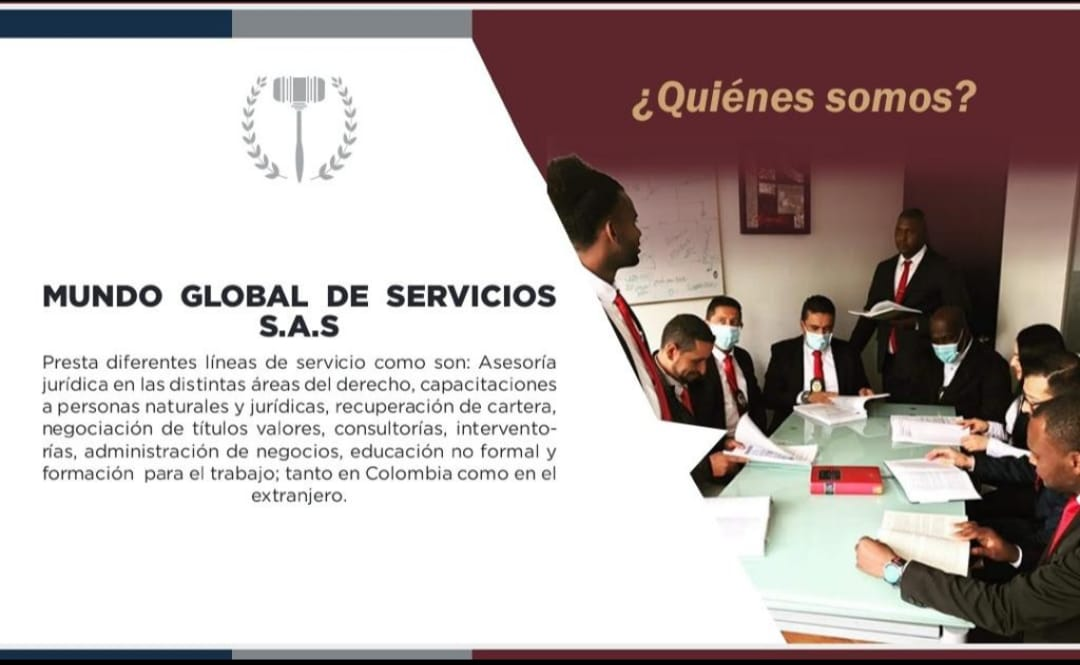 ¿Quiénes somos?
MUNDO GLOBAL DE SERVICIOS
S.A.S
Presta diferentes líneas de servicio como son: Asesoría
jurídica en las distintas áreas del derecho, capacitaciones
a personas naturales y jurídicas, recuperación de cartera,
negociación de títulos valores, consultorías, intervento-
rías, administración de negocios, educación no formal y
formación para el trabajo; tanto en Colombia como en el
extranjero.